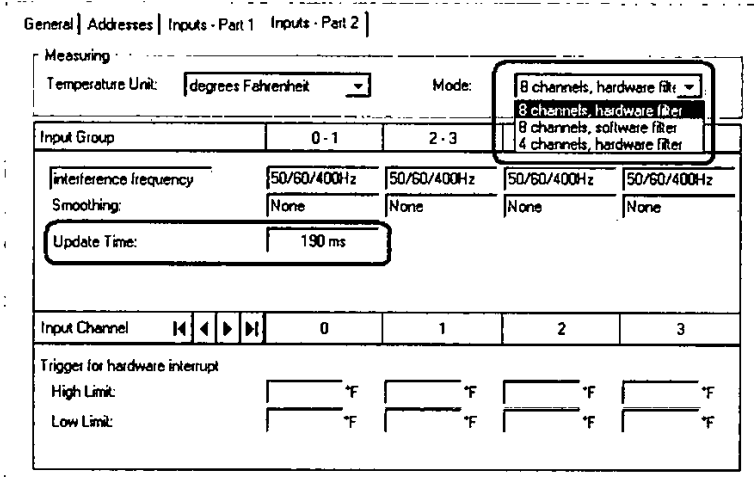 General Addresses Inputs - Part 1 Inputs - Part 2
Measuring
Temperature Unit: degrees Fahrenheit Mode: 8 channels, hardware filte
8 channels, hardware filter
8 channels, software filter
4 channels, hardware filter
Input Group 0 - 1 2 - 3
interference frequency 50/60/400Hz 50/60/400Hz 50/60/400Hz 50/60/400Hz
Smoothing: None None None None
Update Time: 190 ms
Input Channel 0 1 2 3
Trigger for hardware interrupt
High Limit: °F °F °F °F
Low Limit: °F °F °F °F